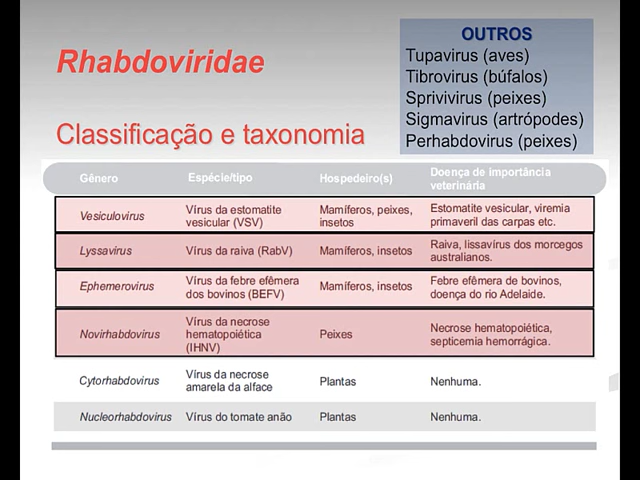 Rhabdoviridae
Classificação e taxonomia
OUTROS
Tupavirus (aves)
Tibrovirus (búfalos)
Sprivivirus (peixes)
Sigmavirus (artrópodes)
Perhabdovirus (peixes)
Gênero Espécie/tipo Hospedeiro(s) Doença de importância
veterinária
Vesiculovirus Vírus da estomatite Mamíferos, peixes, Estomatite vesicular, viremia
vesicular (VSV) insetos primaveril das carpas etc.
Lyssavirus Vírus da raiva (RabV) Mamíferos, insetos Raiva, lissavírus dos morcegos
australianos.
Ephemerovirus Vírus da febre efêmera Mamíferos, insetos Febre efêmera de bovinos,
dos bovinos (BEFV) doença do rio Adelaide.
Novirhabdovirus Vírus da necrose Peixes Necrose hematopoiética,
hematopoiética septicemia hemorrágica.
(IHNV)
Cytorhabdovirus Vírus da necrose Plantas Nenhuma.
amarela da alface
Nucleorhabdovirus Vírus do tomate anão Plantas Nenhuma.